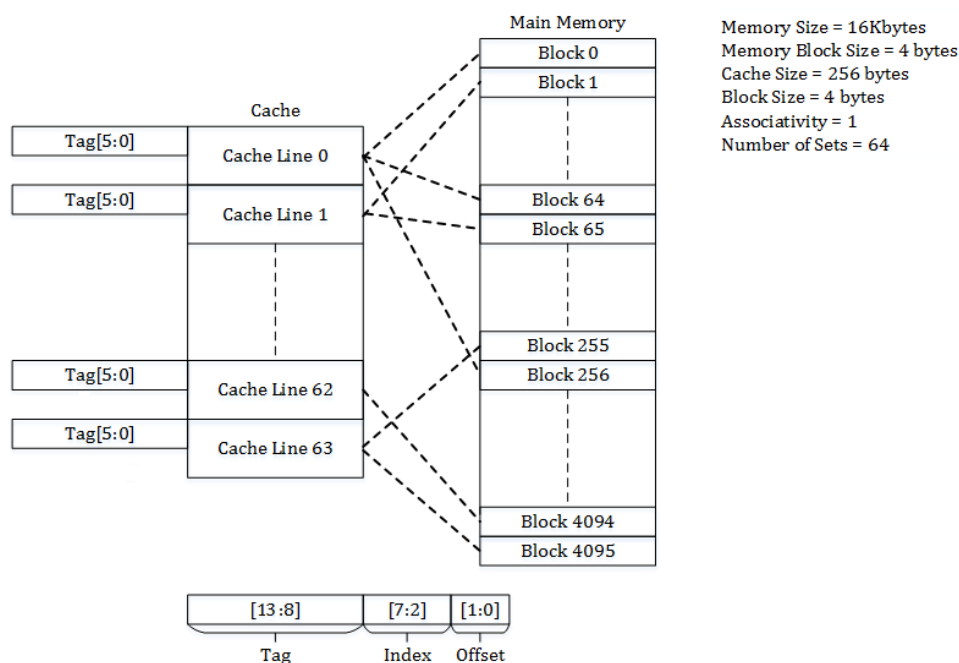 Main Memory
Memory Size = 16Kbytes
Memory Block Size = 4 bytes
Cache Size = 256 bytes
Block Size = 4 bytes
Associativity = 1
Number of Sets = 64
Block 0
Block 1
Cache
Tag[5:0]
Cache Line 0
Tag[5:0]
Cache Line 1
Block 64
Block 65
Block 255
Block 256
Tag[5:0]
Cache Line 62
Tag[5:0]
Cache Line 63
Block 4094
Block 4095
[13:8]
[7:2]
[1:0]
Tag
Index
Offset